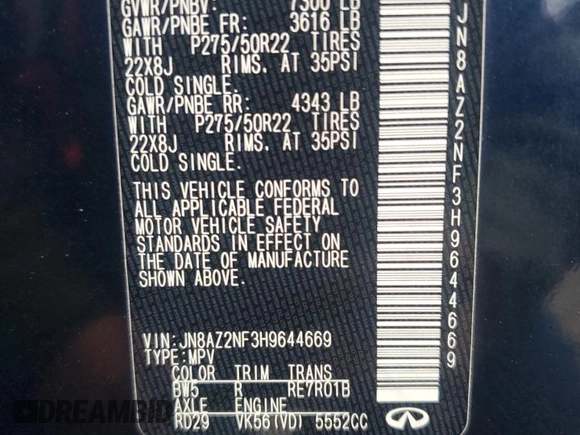 GVWR/PNBV: 7300 LB
GAWR/PNBE FR: 3616 LB
WITH P275/50R22 TIRES
22X8J RIMS. AT 35PSI
COLD SINGLE.
GAWR/PNBE RR: 4343 LB
WITH P275/50R22 TIRES
22X8J RIMS. AT 35PSI
COLD SINGLE.
THIS VEHICLE CONFORMS TO
ALL APPLICABLE FEDERAL
MOTOR VEHICLE SAFETY
STANDARDS IN EFFECT ON
THE DATE OF MANUFACTURE
SHOWN ABOVE.
VIN:JN8AZ2NF3H9644669
TYPE:MPV
COLOR TRIM TRANS
BW5 R RE7R01B
AXLE ENGINE
RD29 VK56(VD) 5552CC
JN8AZ2NF3H9644669
DREAMBID